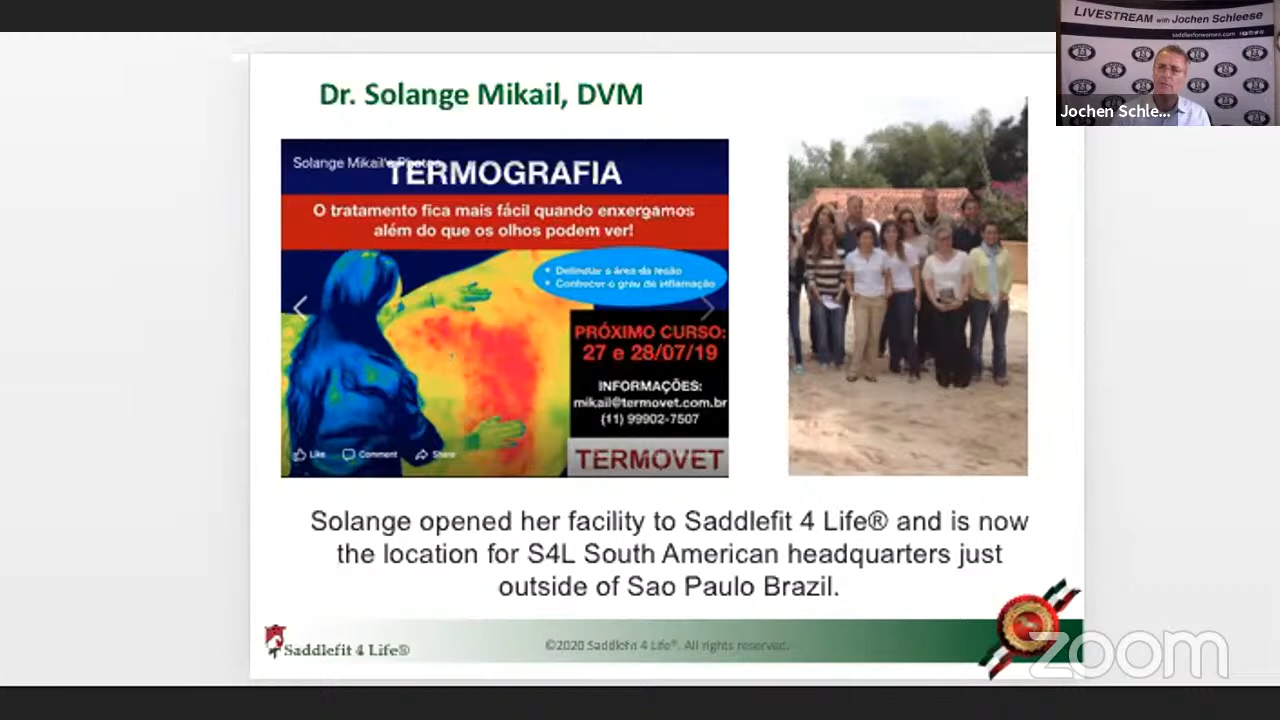 LIVESTREAM with Jochen Schleese
saddlesforwomen.com
Jochen Schle...
Dr. Solange Mikail, DVM
Solange Mikail's Photos
TERMOGRAFIA
O tratamento fica mais fácil quando enxergamos
além do que os olhos podem ver!
• Delimitar a área da lesão
• Conhecer o grau da inflamação
PRÓXIMO CURSO:
27 e 28/07/19
INFORMAÇÕES:
mikail@termovet.com.br
(11) 99902-7507
Like Comment Share
TERMOVET
Solange opened her facility to Saddlefit 4 Life® and is now
the location for S4L South American headquarters just
outside of Sao Paulo Brazil.
Saddlefit 4 Life®
©2020 Saddlefit 4 Life®. All rights reserved.
zoom